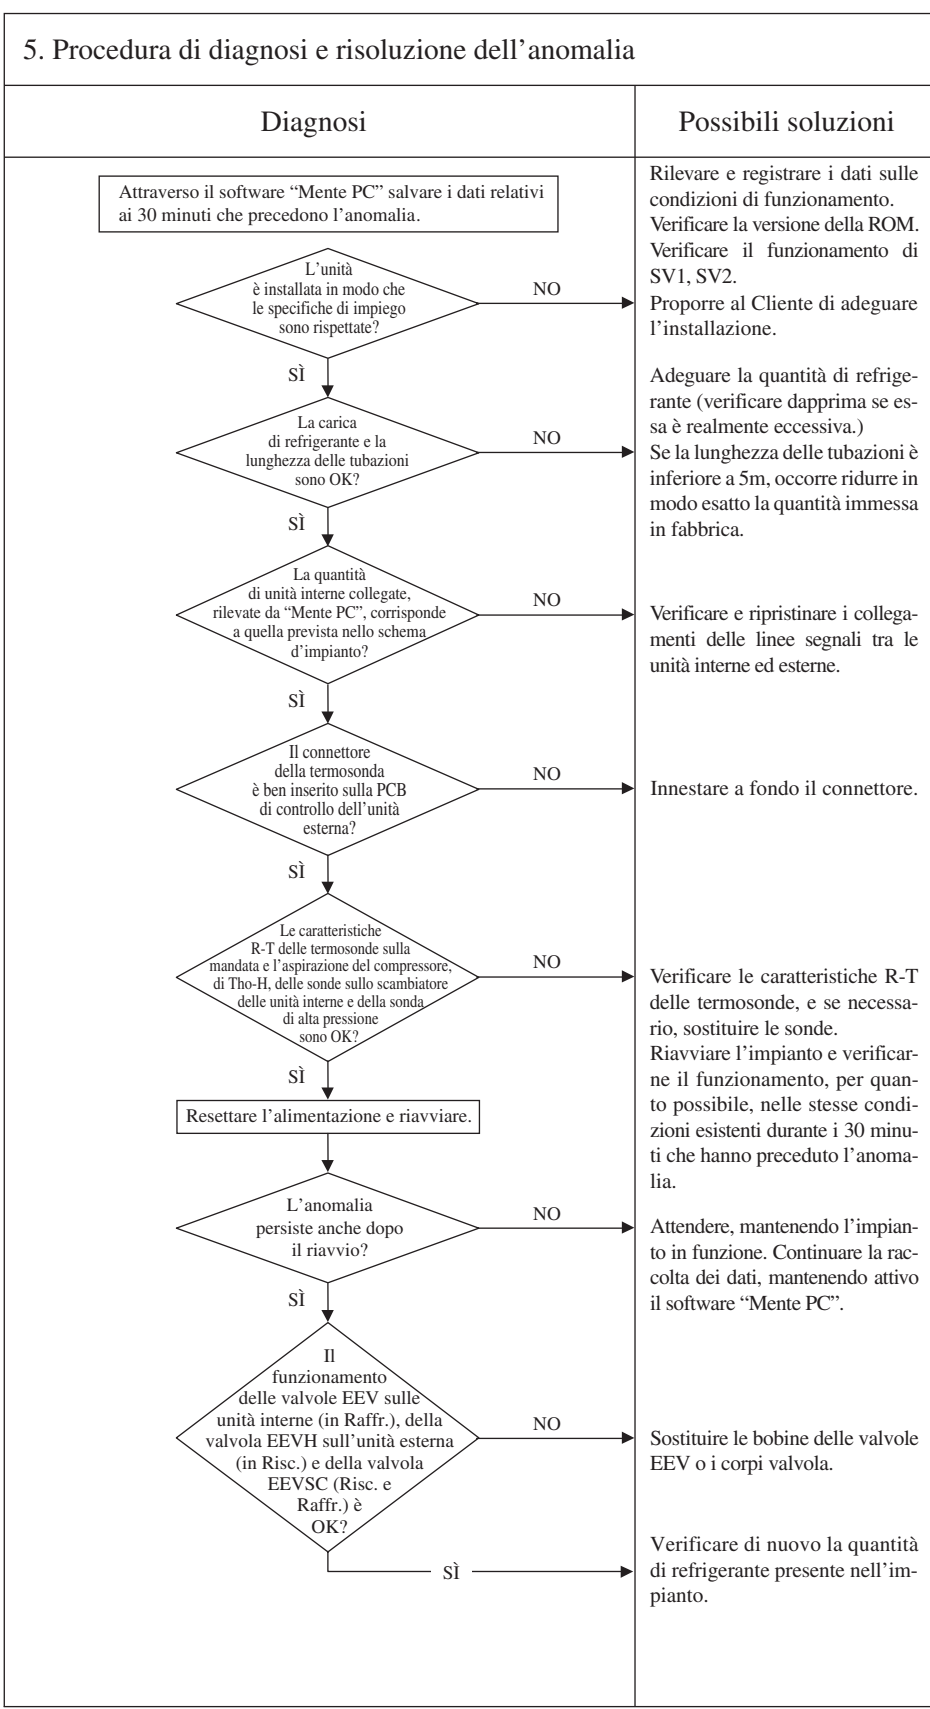 5. Procedura di diagnosi e risoluzione dell’anomalia
Diagnosi
Possibili soluzioni
Attraverso il software “Mente PC” salvare i dati relativi
ai 30 minuti che precedono l’anomalia.
Rilevare e registrare i dati sulle
condizioni di funzionamento.
Verificare la versione della ROM.
Verificare il funzionamento di
SV1, SV2.
L’unità
è installata in modo che
le specifiche di impiego
sono rispettate?
NO
Proporre al Cliente di adeguare
l’installazione.
SÌ
La carica
di refrigerante e la
lunghezza delle tubazioni
sono OK?
NO
Adeguare la quantità di refrige-
rante (verificare dapprima se es-
sa è realmente eccessiva.)
Se la lunghezza delle tubazioni è
inferiore a 5m, occorre ridurre in
modo esatto la quantità immessa
in fabbrica.
SÌ
La quantità
di unità interne collegate,
rilevate da “Mente PC”, corrisponde
a quella prevista nello schema
d’impianto?
NO
Verificare e ripristinare i collega-
menti delle linee segnali tra le
unità interne ed esterne.
SÌ
Il connettore
della termosonda
è ben inserito sulla PCB
di controllo dell’unità
esterna?
NO
Innestare a fondo il connettore.
SÌ
Le caratteristiche
R-T delle termosonde sulla
mandata e l’aspirazione del compressore,
di Tho-H, delle sonde sullo scambiatore
delle unità interne e della sonda
di alta pressione
sono OK?
NO
Verificare le caratteristiche R-T
delle termosonde, e se necessa-
rio, sostituire le sonde.
Riavviare l’impianto e verificar-
ne il funzionamento, per quan-
to possibile, nelle stesse condi-
zioni esistenti durante i 30 minu-
ti che hanno preceduto l’anoma-
lia.
SÌ
Resettare l’alimentazione e riavviare.
L’anomalia
persiste anche dopo
il riavvio?
NO
Attendere, mantenendo l’impian-
to in funzione. Continuare la rac-
colta dei dati, mantenendo attivo
il software “Mente PC”.
SÌ
Il
funzionamento
delle valvole EEV sulle
unità interne (in Raffr.), della
valvola EEVH sull’unità esterna
(in Risc.) e della valvola
EEVSC (Risc. e
Raffr.) è
OK?
NO
Sostituire le bobine delle valvole
EEV o i corpi valvola.
SÌ
Verificare di nuovo la quantità
di refrigerante presente nell’im-
pianto.